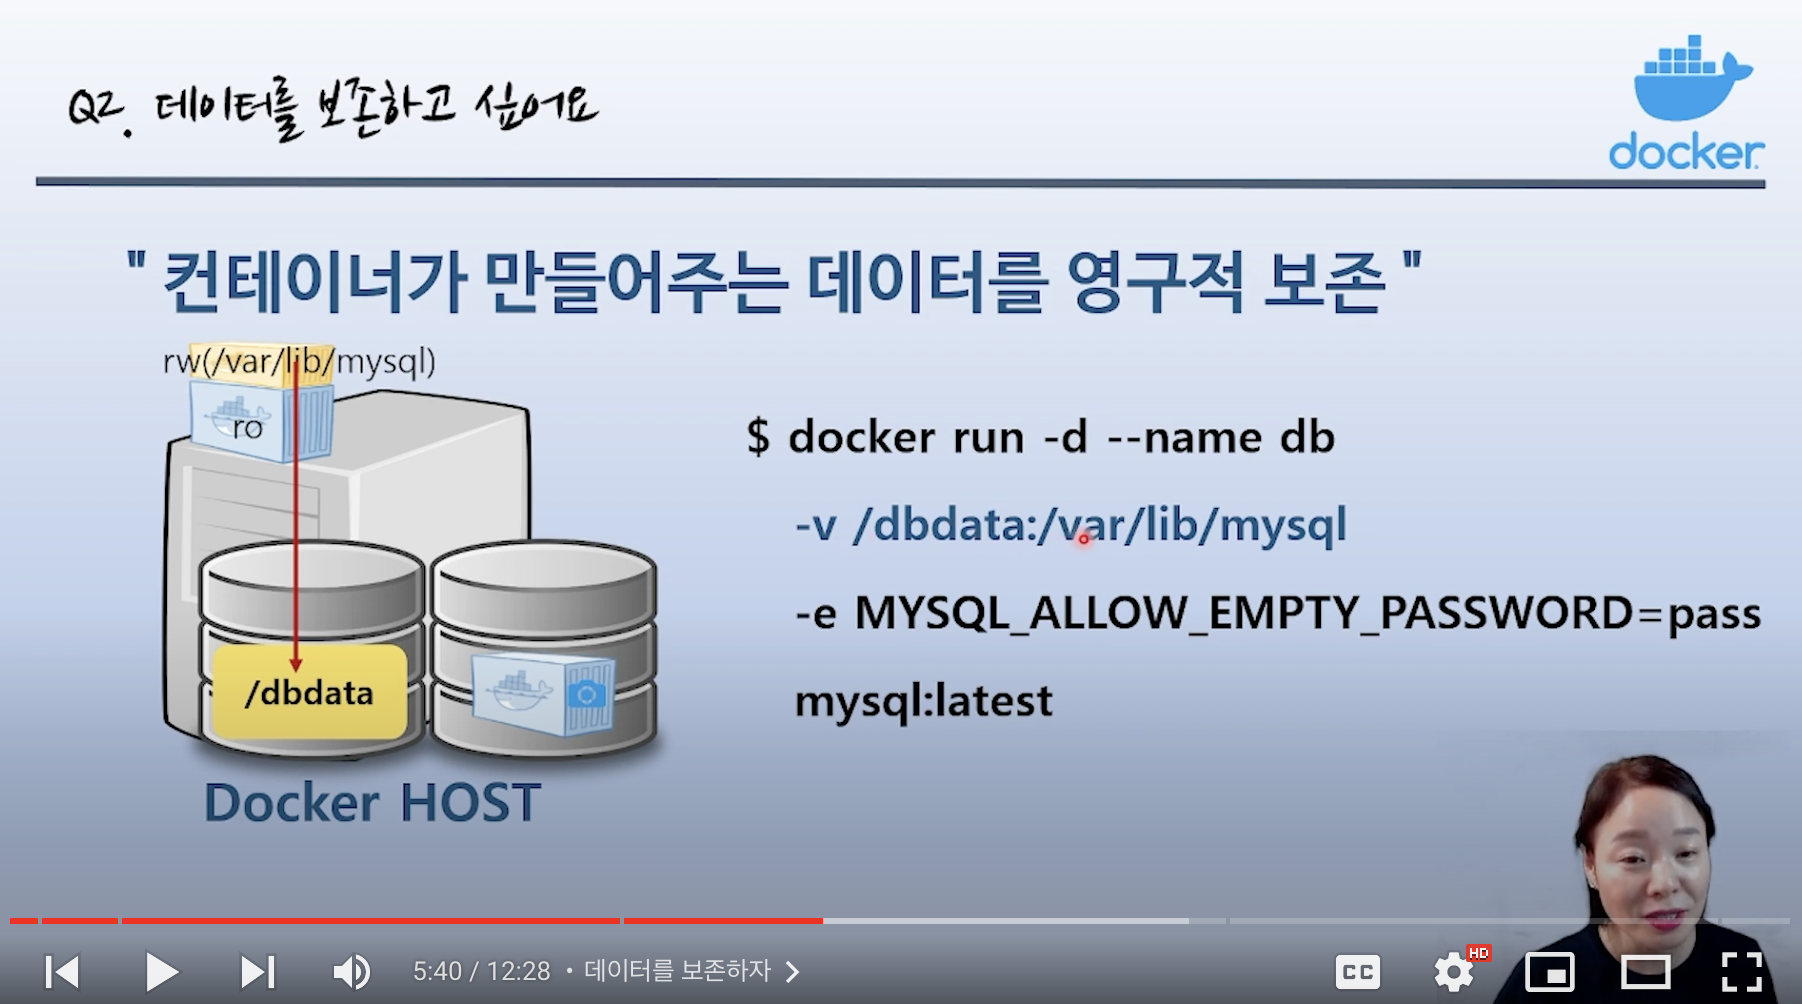 Q2. 데이터를 보존하고 싶어요
docker
" 컨테이너가 만들어주는 데이터를 영구적 보존 "
rw(/var/lib/mysql)
ro
/dbdata
Docker HOST
$ docker run -d --name db
-v /dbdata:/var/lib/mysql
-e MYSQL_ALLOW_EMPTY_PASSWORD=pass
mysql:latest
5:40 / 12:28 • 데이터를 보존하자
CC
HD